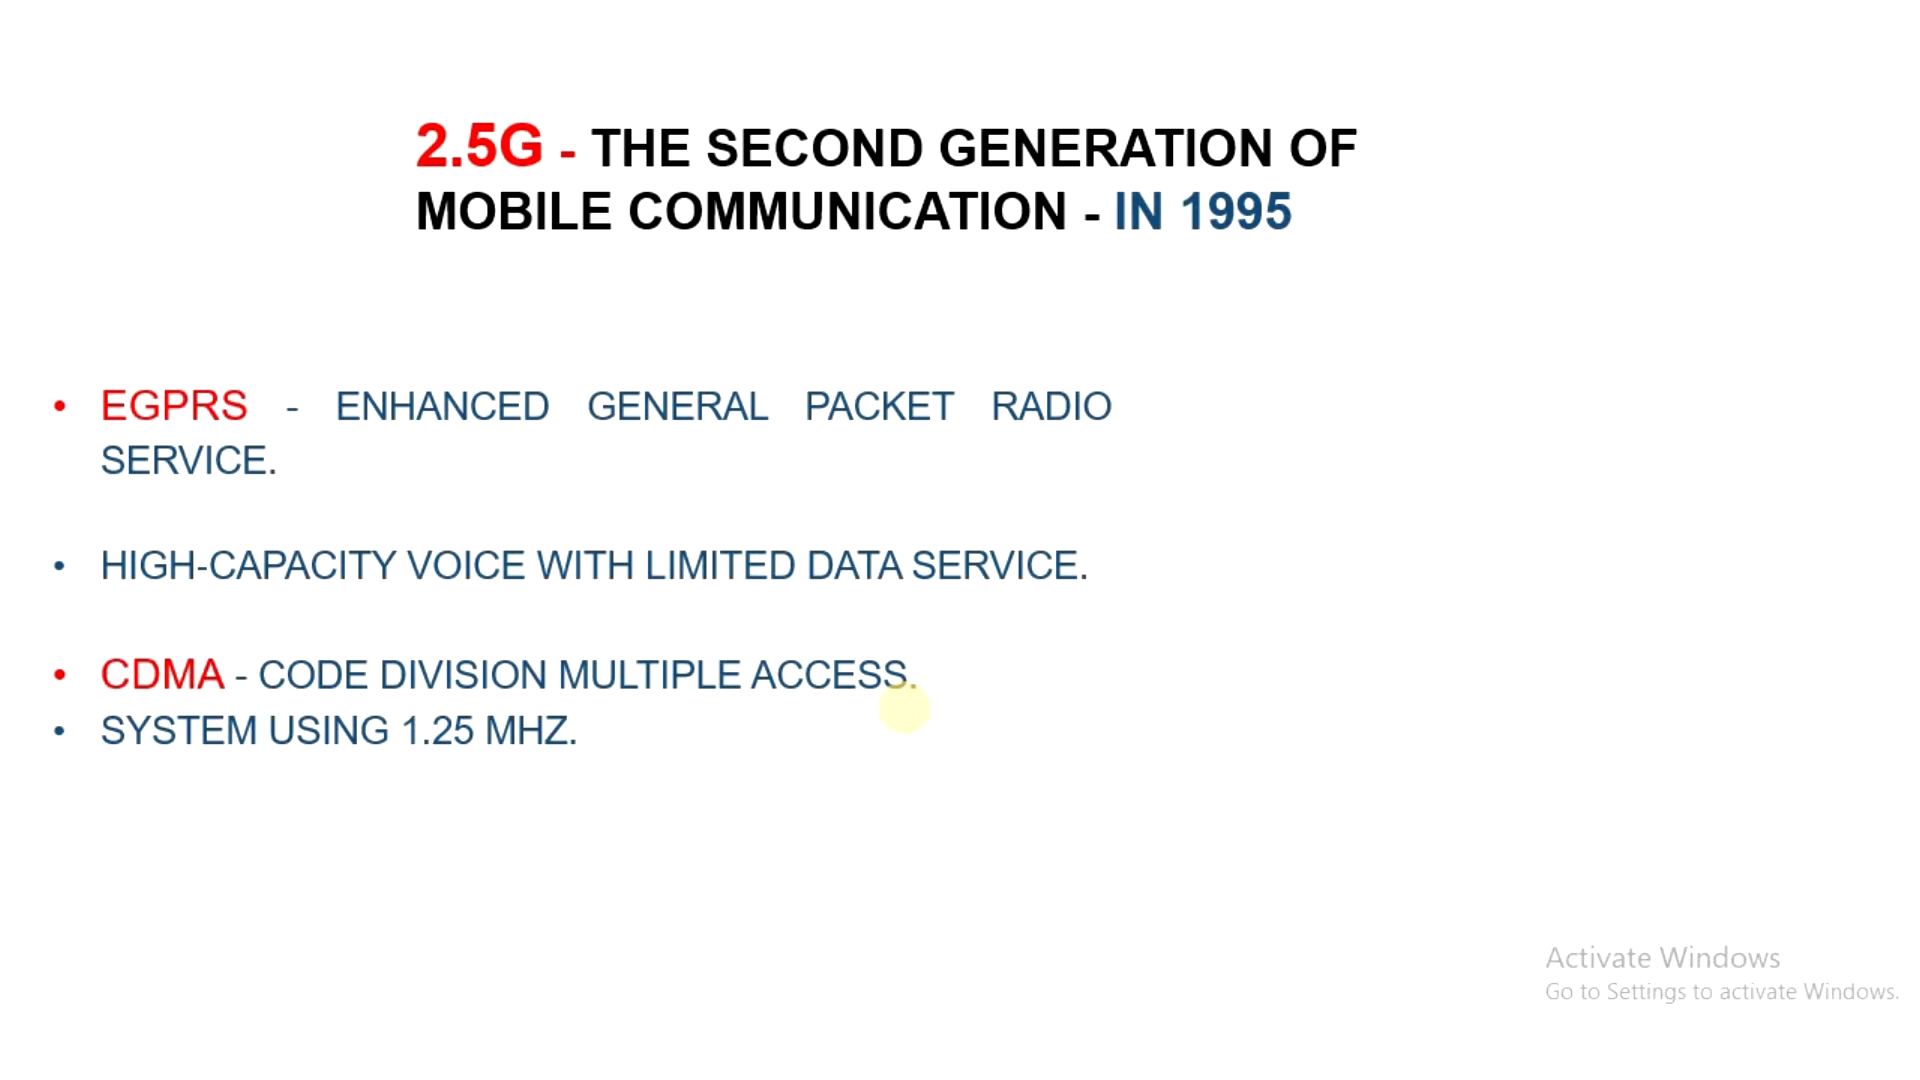 2.5G - THE SECOND GENERATION OF
MOBILE COMMUNICATION - IN 1995
• EGPRS - ENHANCED GENERAL PACKET RADIO
SERVICE.
• HIGH-CAPACITY VOICE WITH LIMITED DATA SERVICE.
• CDMA - CODE DIVISION MULTIPLE ACCESS.
• SYSTEM USING 1.25 MHZ.
Activate Windows
Go to Settings to activate Windows.